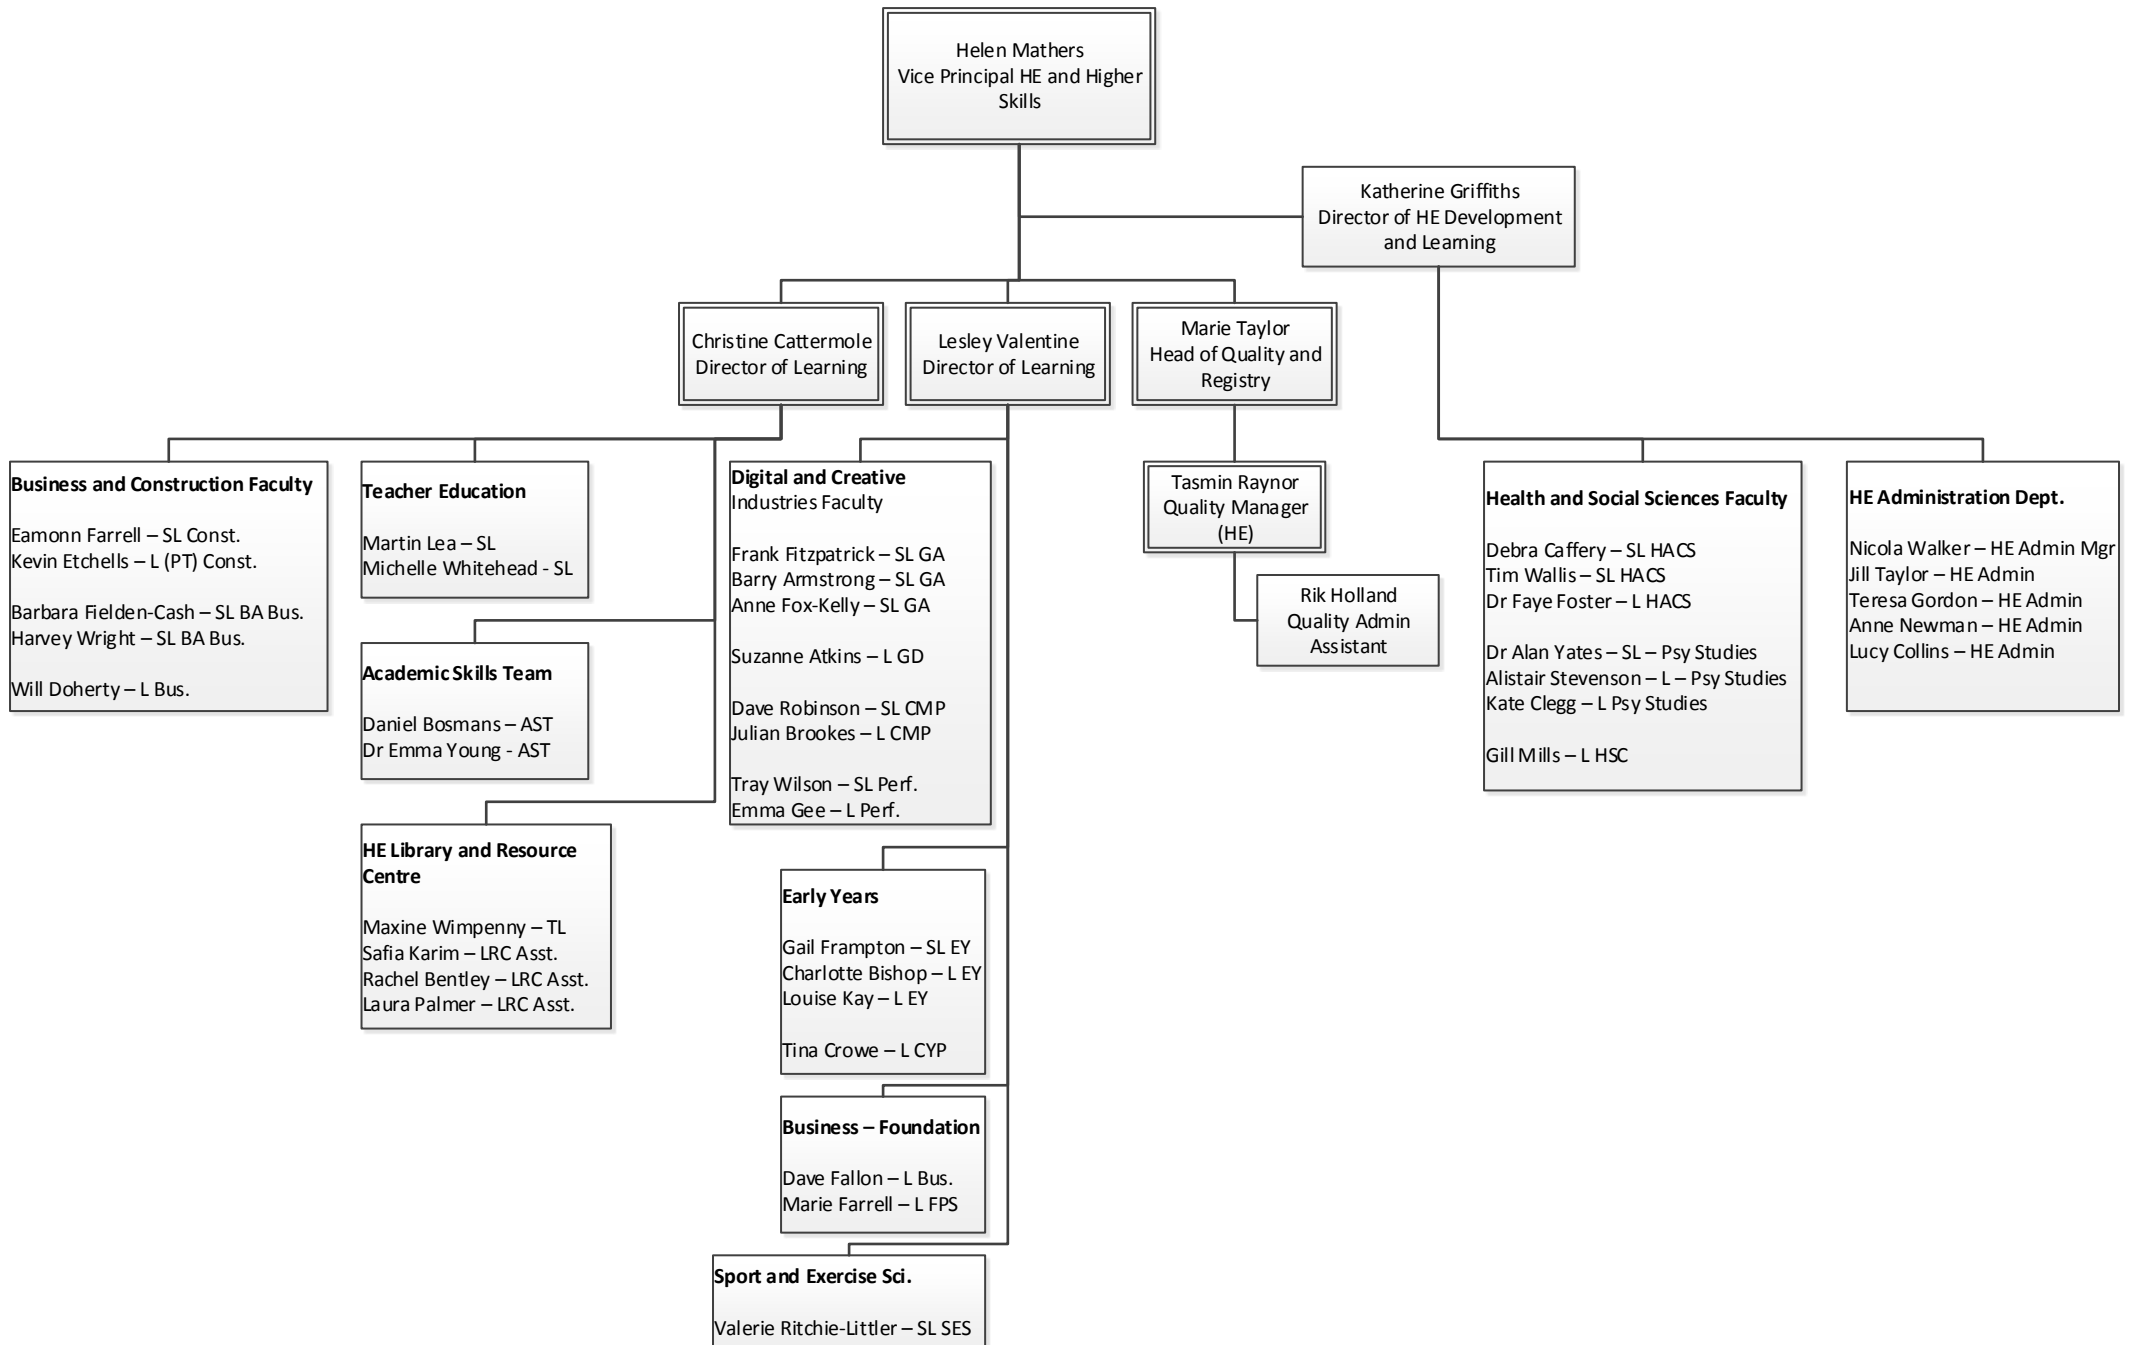 Helen Mathers
Vice Principal HE and Higher
Skills
Katherine Griffiths
Director of HE Development
and Learning
Christine Cattermole
Director of Learning
Lesley Valentine
Director of Learning
Marie Taylor
Head of Quality and
Registry
Business and Construction Faculty
Eamonn Farrell – SL Const.
Kevin Etchells – L (PT) Const.
Barbara Fielden-Cash – SL BA Bus.
Harvey Wright – SL BA Bus.
Will Doherty – L Bus.
Teacher Education
Martin Lea – SL
Michelle Whitehead - SL
Academic Skills Team
Daniel Bosmans – AST
Dr Emma Young - AST
HE Library and Resource
Centre
Maxine Wimpenny – TL
Safia Karim – LRC Asst.
Rachel Bentley – LRC Asst.
Laura Palmer – LRC Asst.
Digital and Creative
Industries Faculty
Frank Fitzpatrick – SL GA
Barry Armstrong – SL GA
Anne Fox-Kelly – SL GA
Suzanne Atkins – L GD
Dave Robinson – SL CMP
Julian Brookes – L CMP
Tray Wilson – SL Perf.
Emma Gee – L Perf.
Early Years
Gail Frampton – SL EY
Charlotte Bishop – L EY
Louise Kay – L EY
Tina Crowe – L CYP
Business – Foundation
Dave Fallon – L Bus.
Marie Farrell – L FPS
Sport and Exercise Sci.
Valerie Ritchie-Littler – SL SES
Tasmin Raynor
Quality Manager
(HE)
Rik Holland
Quality Admin
Assistant
Health and Social Sciences Faculty
Debra Caffery – SL HACS
Tim Wallis – SL HACS
Dr Faye Foster – L HACS
Dr Alan Yates – SL – Psy Studies
Alistair Stevenson – L – Psy Studies
Kate Clegg – L Psy Studies
Gill Mills – L HSC
HE Administration Dept.
Nicola Walker – HE Admin Mgr
Jill Taylor – HE Admin
Teresa Gordon – HE Admin
Anne Newman – HE Admin
Lucy Collins – HE Admin